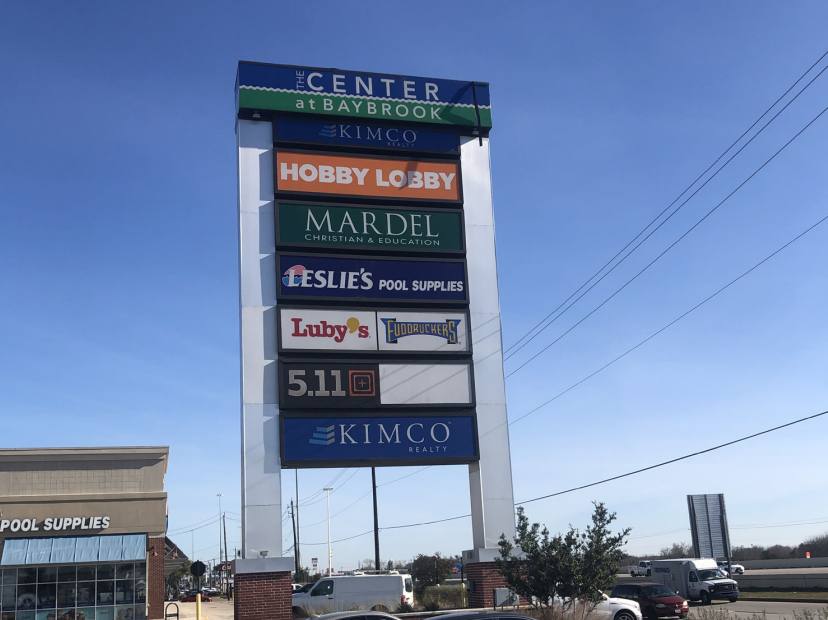 THE CENTER
at BAYBROOK
KIMCO
REALTY
HOBBY LOBBY
MARDEL
CHRISTIAN & EDUCATION
LESLIE'S POOL SUPPLIES
Luby's FUDDRUCKERS
5.11
KIMCO
REALTY
POOL SUPPLIES